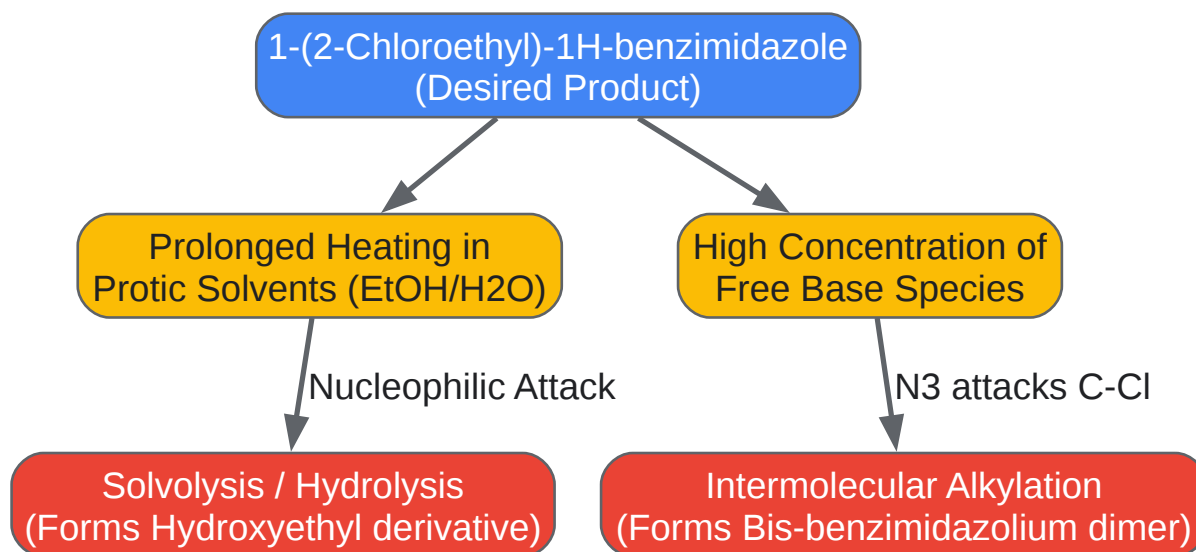 1-(2-Chloroethyl)-1H-benzimidazole
(Desired Product)
Prolonged Heating in
Protic Solvents (EtOH/H2O)
High Concentration of
Free Base Species
Nucleophilic Attack
N3 attacks C-Cl
Solvolysis / Hydrolysis
(Forms Hydroxyethyl derivative)
Intermolecular Alkylation
(Forms Bis-benzimidazolium dimer)